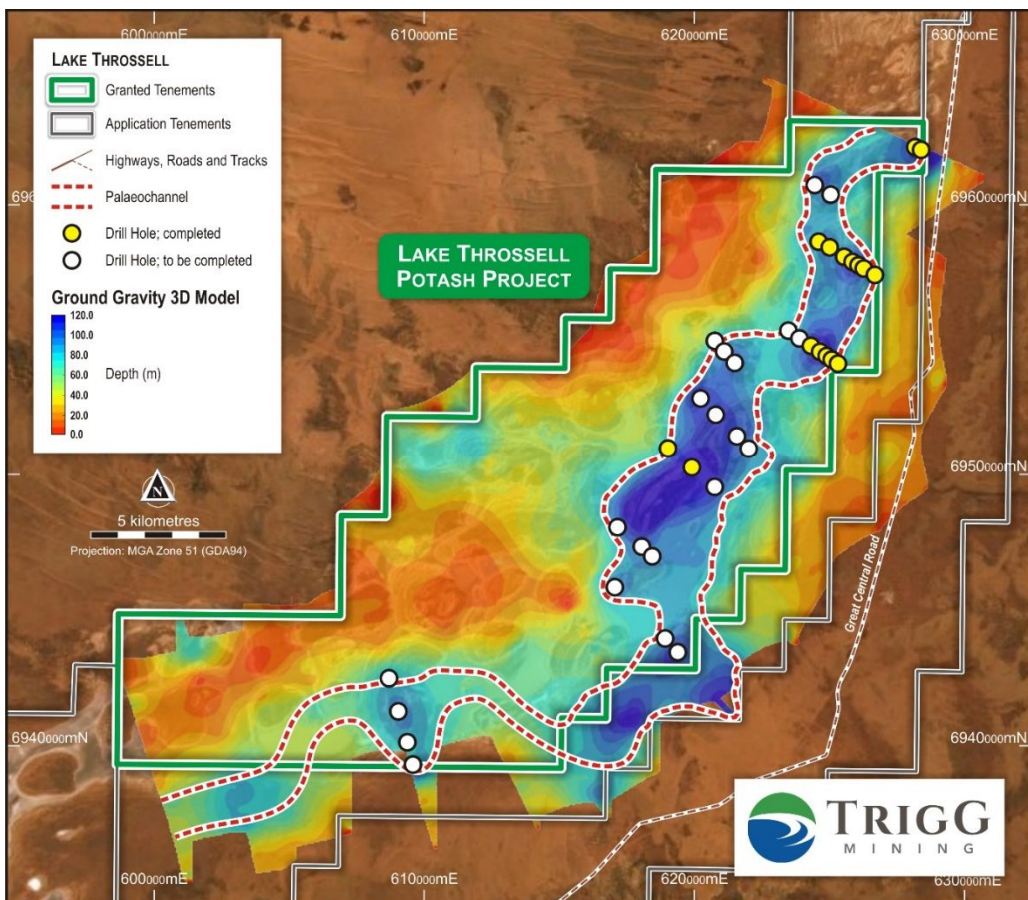 600000mE
610000mE
620000mE
630000mE
LAKE THROSSELL
Granted Tenements
Application Tenements
Highways, Roads and Tracks
Palaeochannel
Drill Hole; completed
Drill Hole; to be completed
Ground Gravity 3D Model
120.0
100.0
80.0
60.0
40.0
20.0
0.0
Depth (m)
696
6960000mN
LAKE THROSSELL
POTASH PROJECT
N
5 kilometres
Projection: MGA Zone 51 (GDA94)
6950000mN
Great Central Road
6940000mN
6940000mN
TRIGG
MINING
600000mE
610000mE
620000mE
630000mE